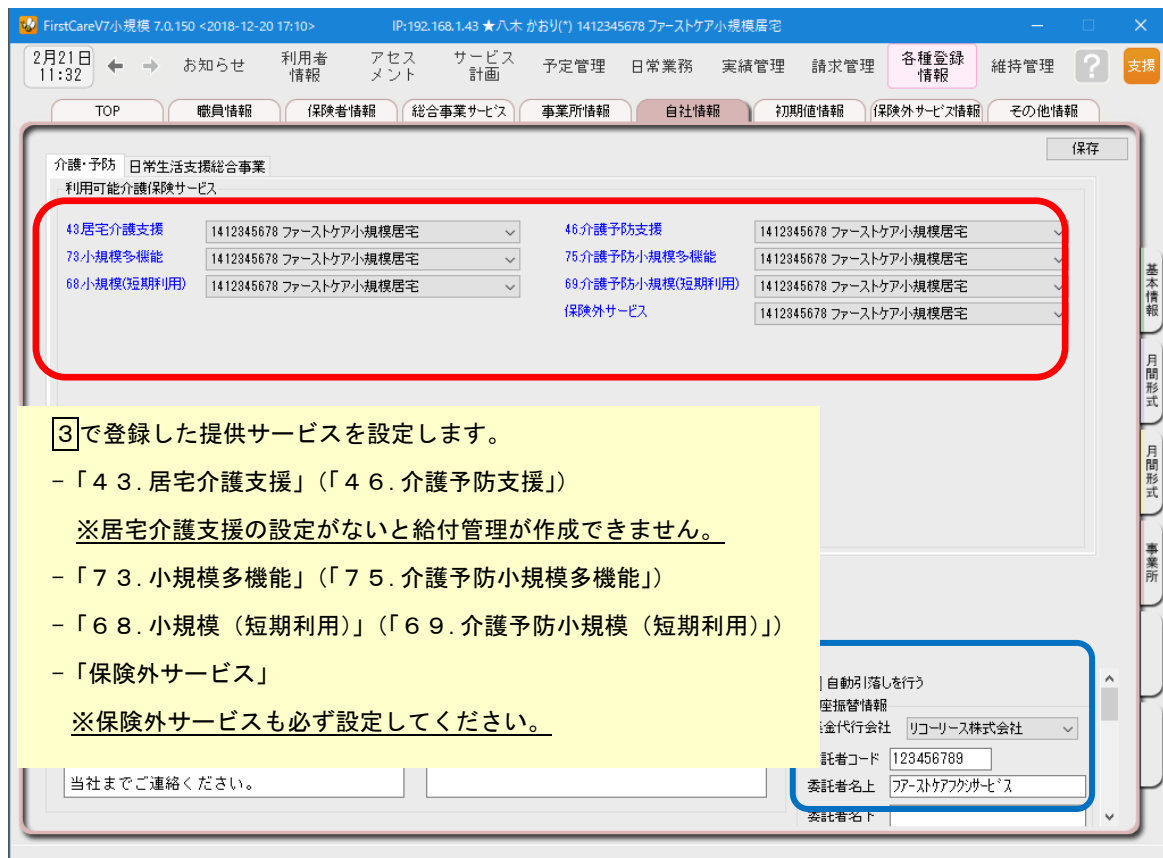 FirstCareV7小規模 7.0.150 <2018-12-20 17:10> IP:192.168.1.43 ★八木 かおり(*) 1412345678 ファーストケア小規模居宅
2月21日
11:32
お知らせ
利用者
情報
アセス
メント
サービス
計画
予定管理
日常業務
実績管理
請求管理
各種登録
情報
維持管理
?
支援
TOP 職員情報 保険者情報 総合事業サービス 事業所情報 自社情報 初期値情報 保険外サービス情報 その他情報
保存
介護・予防 日常生活支援総合事業
利用可能介護保険サービス
43.居宅介護支援 1412345678 ファーストケア小規模居宅 46.介護予防支援 1412345678 ファーストケア小規模居宅
73.小規模多機能 1412345678 ファーストケア小規模居宅 75.介護予防小規模多機能 1412345678 ファーストケア小規模居宅
68.小規模(短期利用) 1412345678 ファーストケア小規模居宅 69.介護予防小規模(短期利用) 1412345678 ファーストケア小規模居宅
保険外サービス 1412345678 ファーストケア小規模居宅
基本情報
月間形式
月間形式
事業所
3で登録した提供サービスを設定します。
-「43.居宅介護支援」(「46.介護予防支援」)
※居宅介護支援の設定がないと給付管理が作成できません。
-「73.小規模多機能」(「75.介護予防小規模多機能」)
-「68.小規模(短期利用)」(「69.介護予防小規模(短期利用)」)
-「保険外サービス」
※保険外サービスも必ず設定してください。
自動引落しを行う
座振替情報
金代行会社 リコーリース株式会社
託者コード 123456789
委託者名上 フアーストケアフクシサービス
委託者名下
当社までご連絡ください。